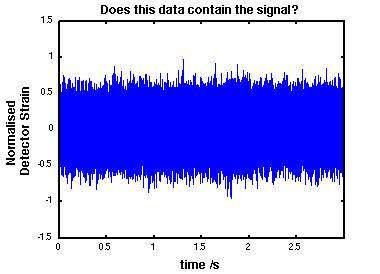 Does this data contain the signal?
1.5
1
0.5
0
-0.5
-1
-1.5
Normalised
Detector Strain
0 0.5 1 1.5 2 2.5
time /s